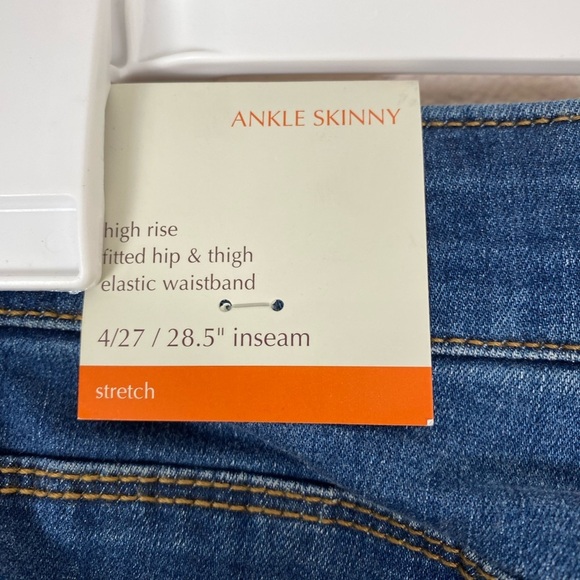 ANKLE SKINNY
high rise
fitted hip & thigh
elastic waistband
4/27 / 28.5" inseam
stretch